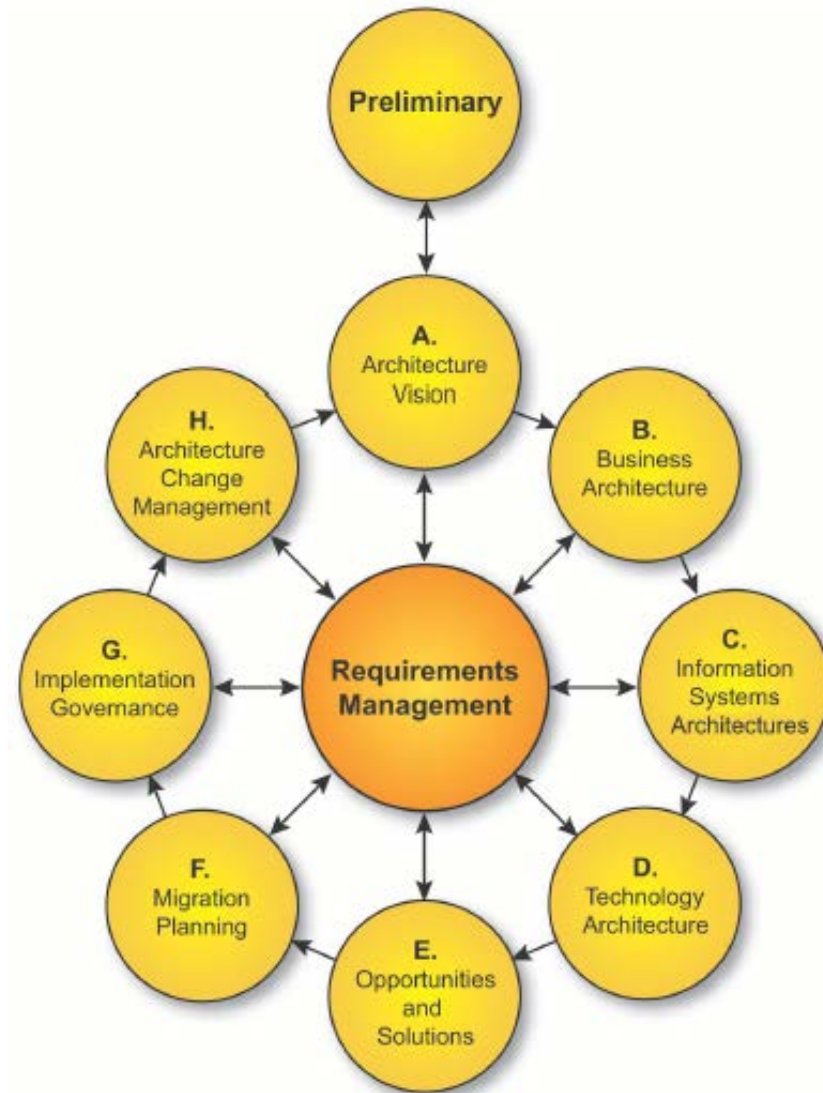 Preliminary
A.
Architecture
Vision
B.
Business
Architecture
C.
Information
Systems
Architectures
D.
Technology
Architecture
E.
Opportunities
and
Solutions
F.
Migration
Planning
G.
Implementation
Governance
H.
Architecture
Change
Management
Requirements
Management